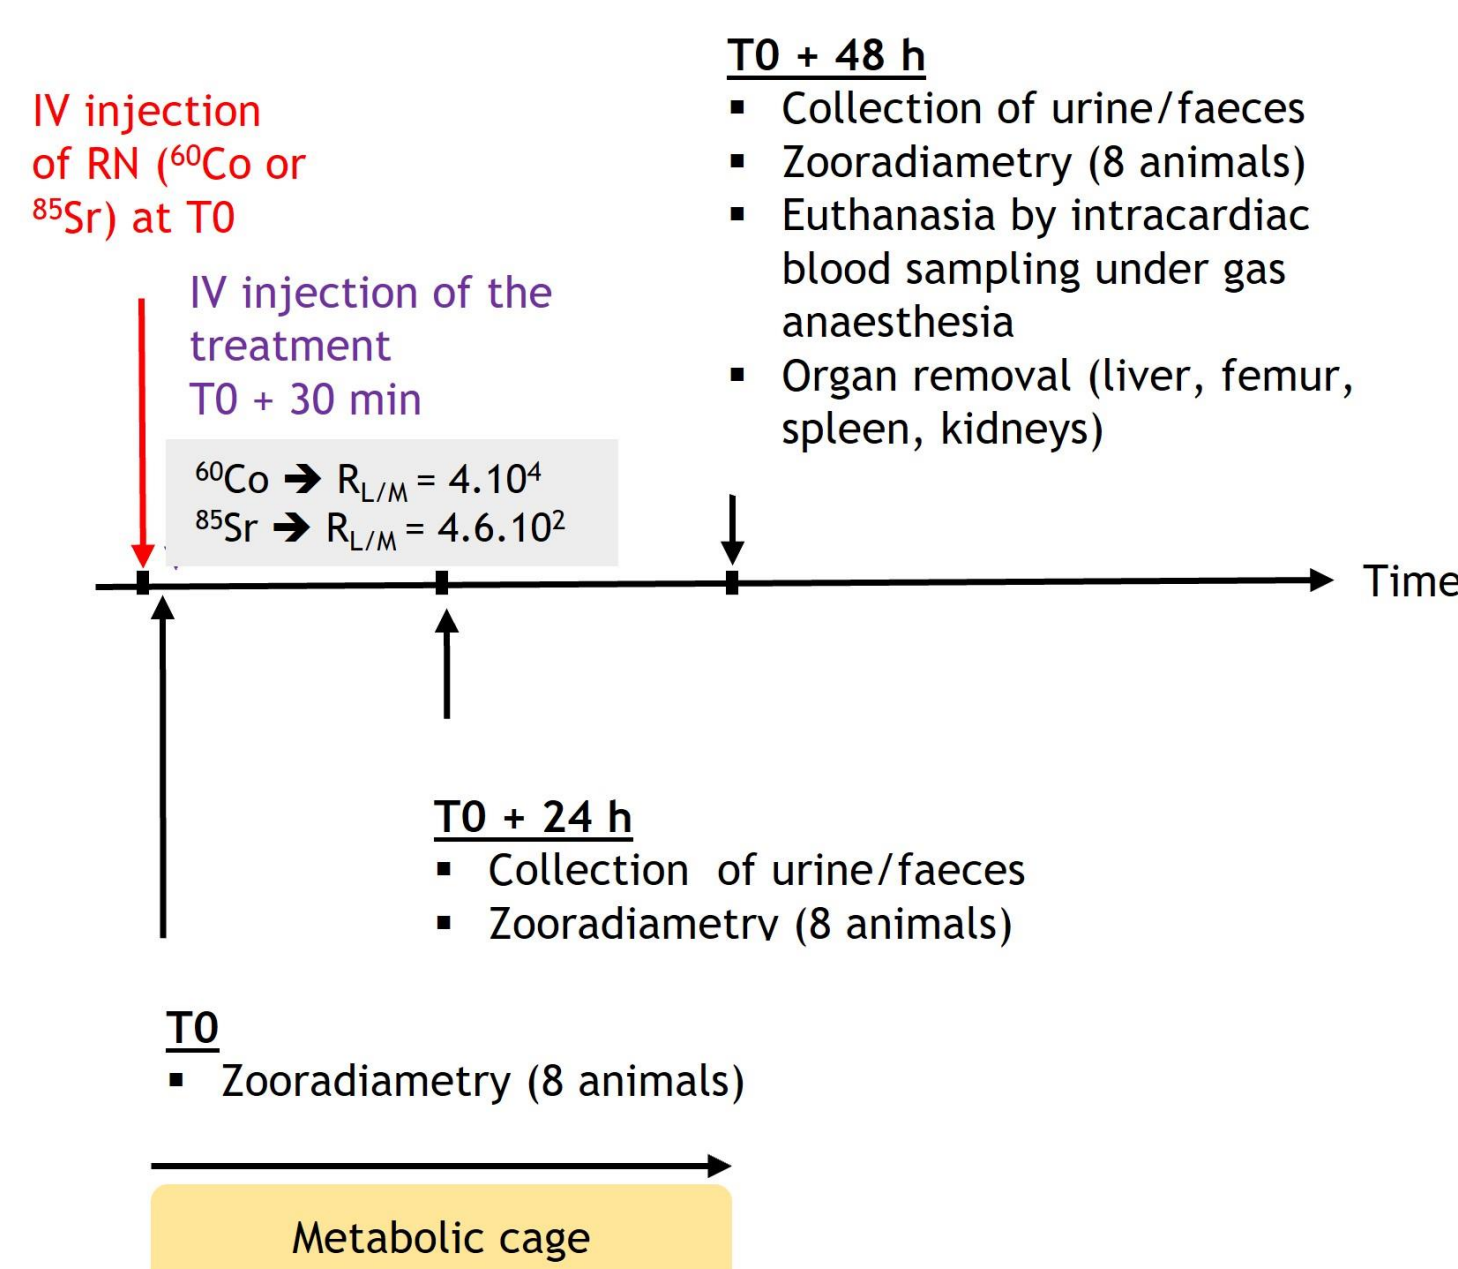 IV injection
of RN (⁶⁰Co or
⁸⁵Sr) at T0
IV injection of the
treatment
T0 + 30 min
⁶⁰Co ➔ R_L/M = 4.10⁴
⁸⁵Sr ➔ R_L/M = 4.6.10²
T0 + 48 h
▪ Collection of urine/faeces
▪ Zooradiametry (8 animals)
▪ Euthanasia by intracardiac
blood sampling under gas
anaesthesia
▪ Organ removal (liver, femur,
spleen, kidneys)
Time
T0 + 24 h
▪ Collection of urine/faeces
▪ Zooradiametry (8 animals)
T0
▪ Zooradiametry (8 animals)
Metabolic cage